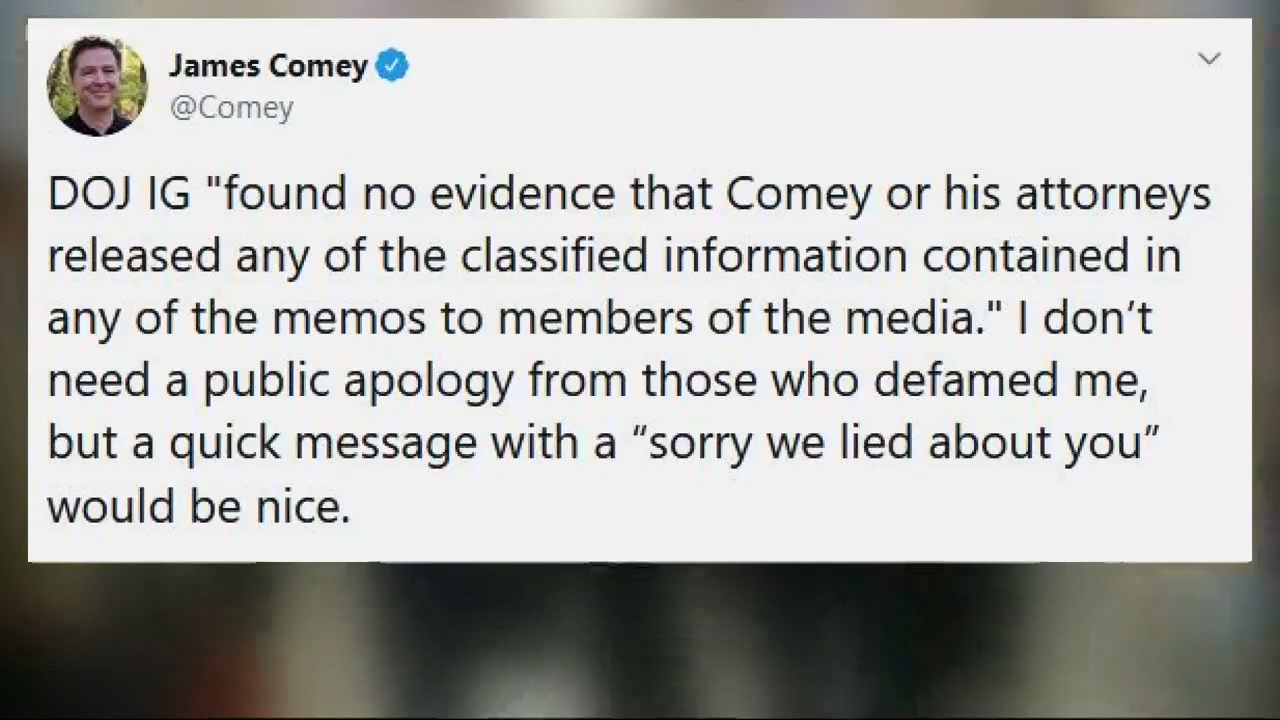 James Comey
@Comey
DOJ IG "found no evidence that Comey or his attorneys
released any of the classified information contained in
any of the memos to members of the media." I don’t
need a public apology from those who defamed me,
but a quick message with a “sorry we lied about you”
would be nice.